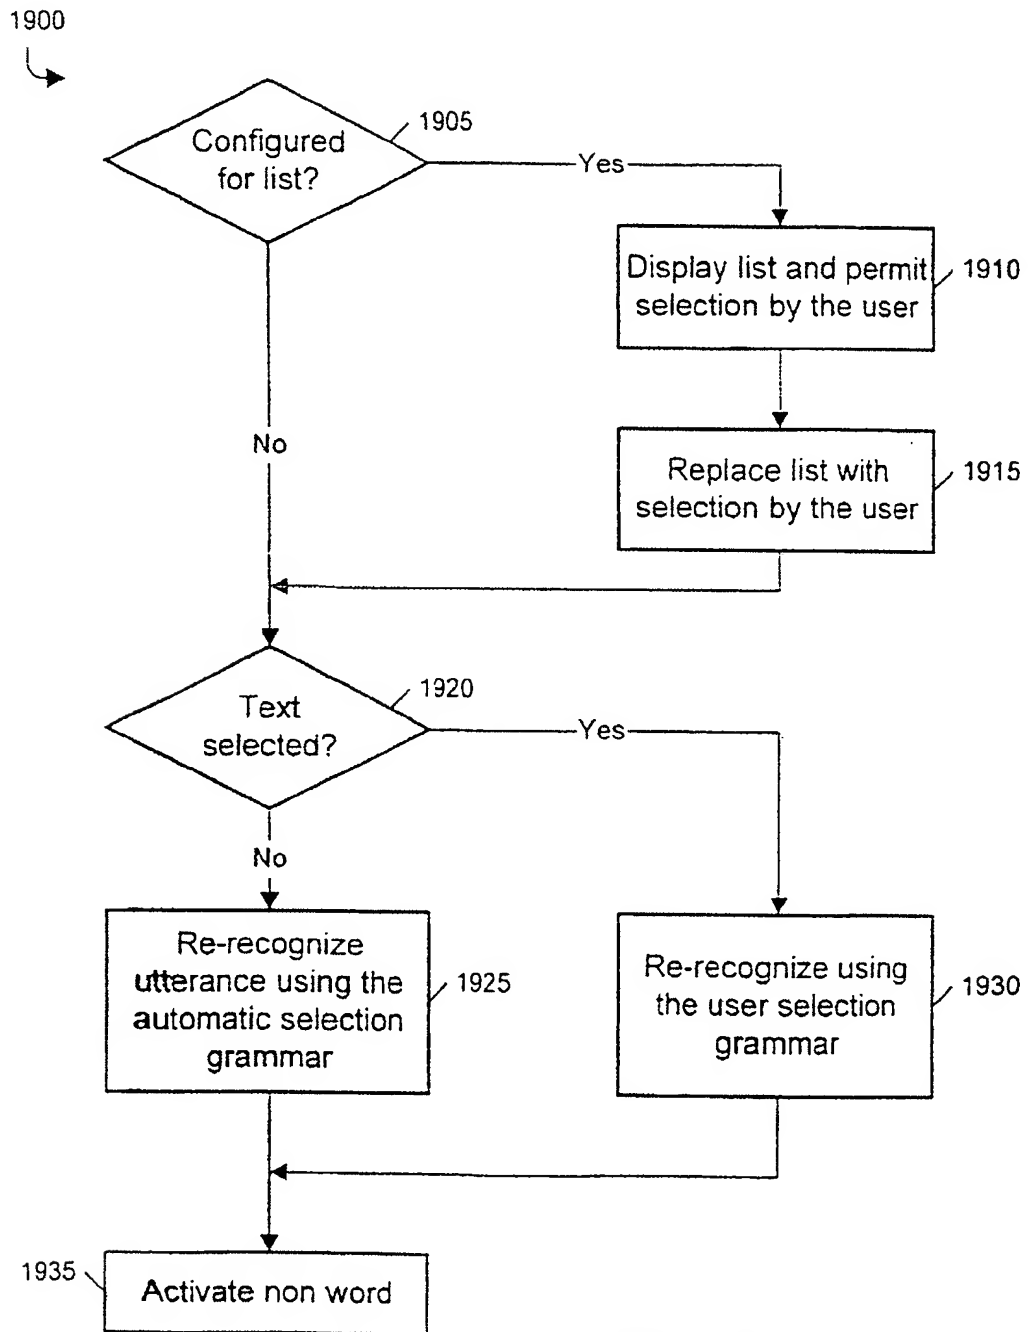 1900
1905
Configured
for list?
Yes
Display list and permit
selection by the user
1910
No
Replace list with
selection by the user
1915
1920
Text
selected?
Yes
No
Re-recognize
utterance using the
automatic selection
grammar
1925
Re-recognize using
the user selection
grammar
1930
1935
Activate non word